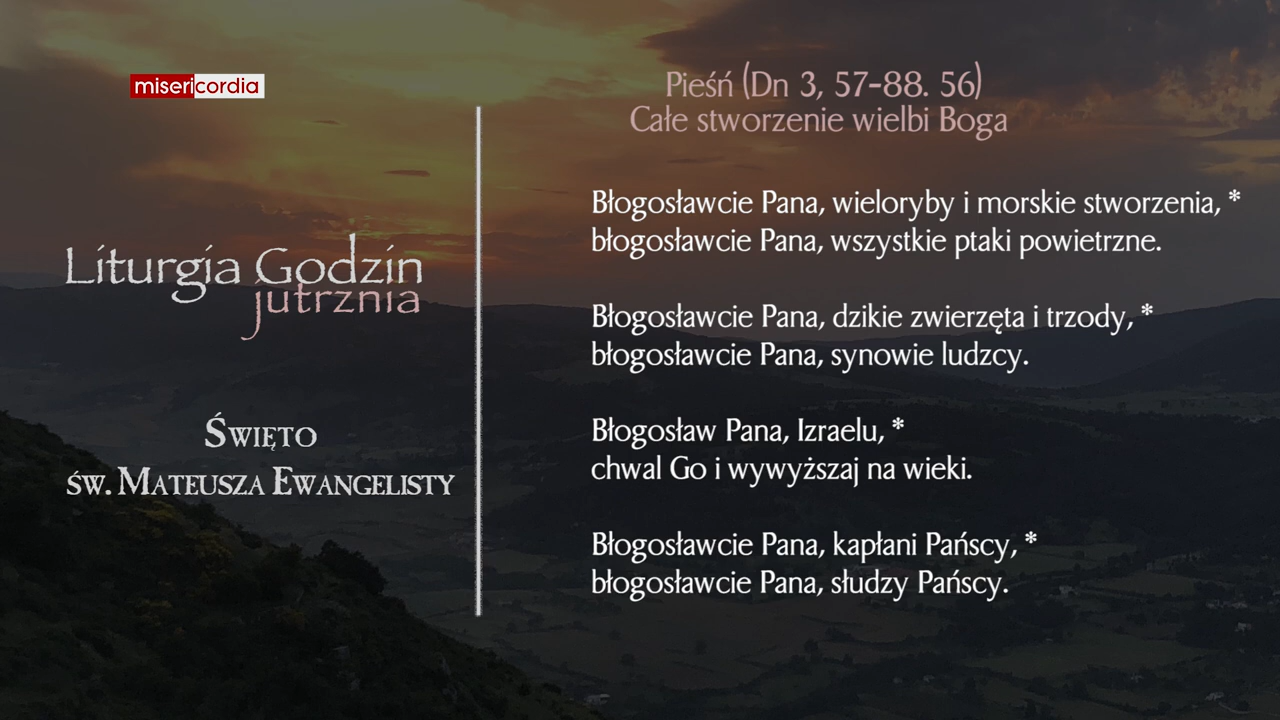 misericordia
Liturgia Godzin
jutrznia
Święto
św. Mateusza Ewangelisty
Pieśń (Dn 3, 57-88. 56)
Całe stworzenie wielbi Boga
Błogosławcie Pana, wieloryby i morskie stworzenia, *
błogosławcie Pana, wszystkie ptaki powietrzne.
Błogosławcie Pana, dzikie zwierzęta i trzody, *
błogosławcie Pana, synowie ludzcy.
Błogosław Pana, Izraelu, *
chwal Go i wywyższaj na wieki.
Błogosławcie Pana, kapłani Pańscy, *
błogosławcie Pana, słudzy Pańscy.